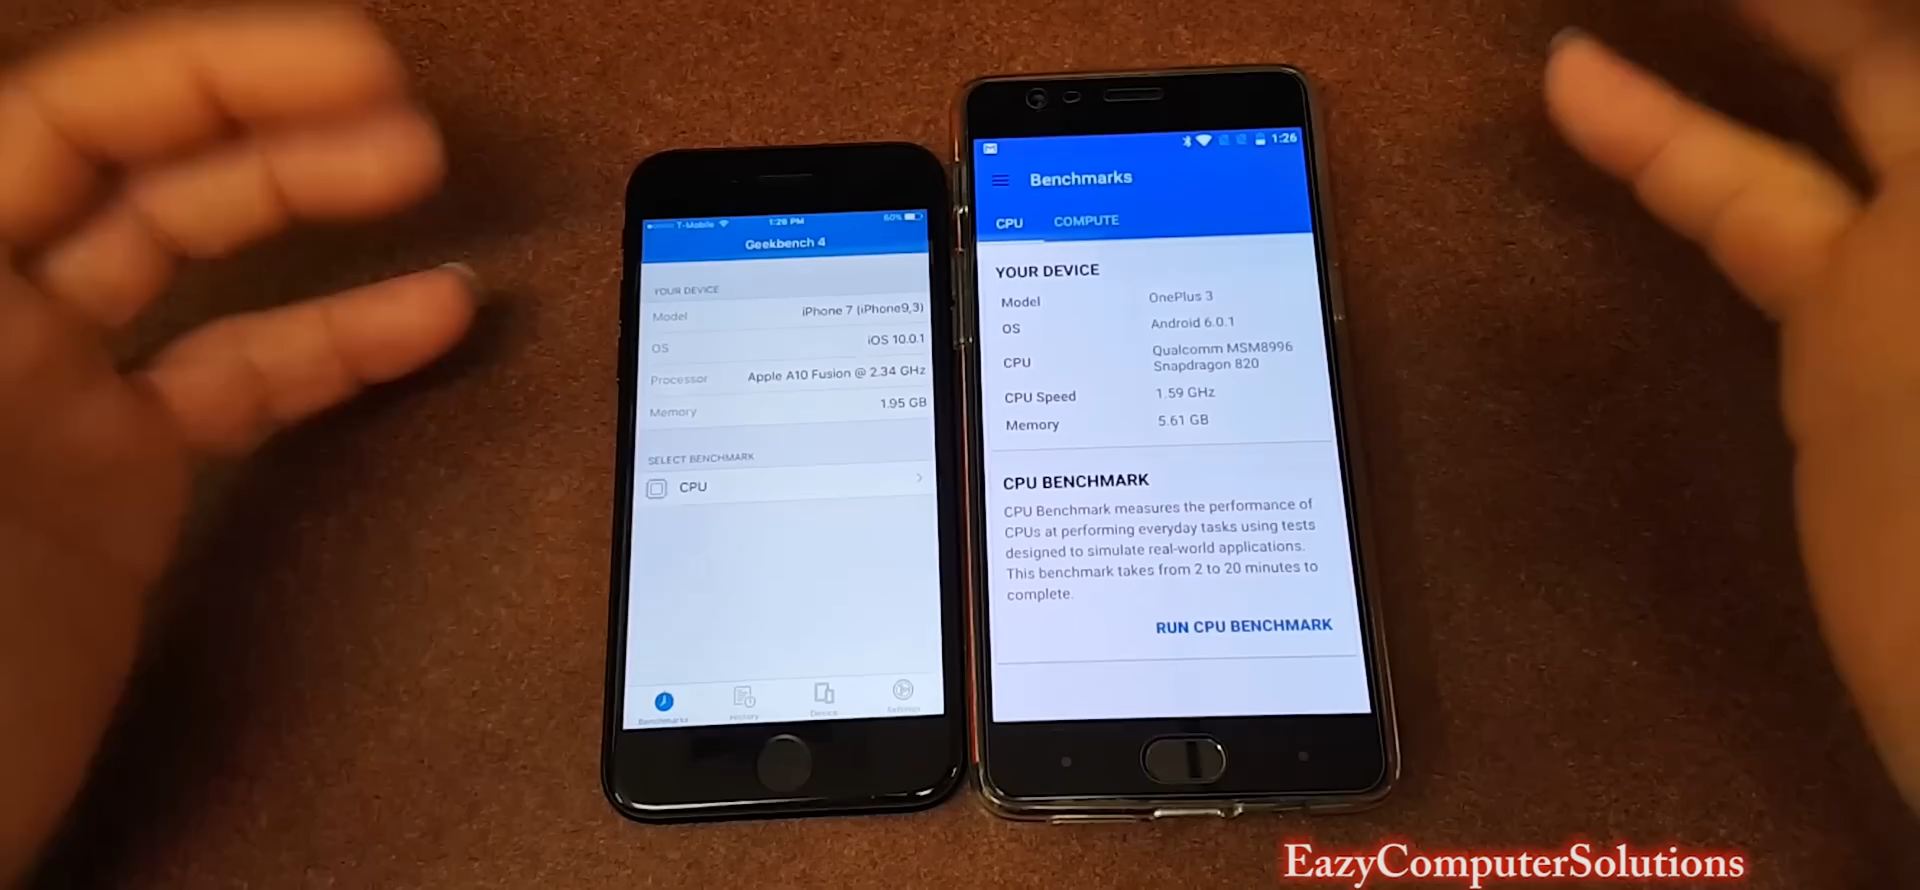 T-Mobile 1:26 PM 60%
Geekbench 4
YOUR DEVICE
Model iPhone 7 (iPhone9,3)
OS iOS 10.0.1
Processor Apple A10 Fusion @ 2.34 GHz
Memory 1.95 GB
SELECT BENCHMARK
CPU
Benchmarks History Device Settings
1:26
Benchmarks
CPU COMPUTE
YOUR DEVICE
Model OnePlus 3
OS Android 6.0.1
CPU Qualcomm MSM8996
Snapdragon 820
CPU Speed 1.59 GHz
Memory 5.61 GB
CPU BENCHMARK
CPU Benchmark measures the performance of
CPUs at performing everyday tasks using tests
designed to simulate real-world applications.
This benchmark takes from 2 to 20 minutes to
complete.
RUN CPU BENCHMARK
EazyComputerSolutions